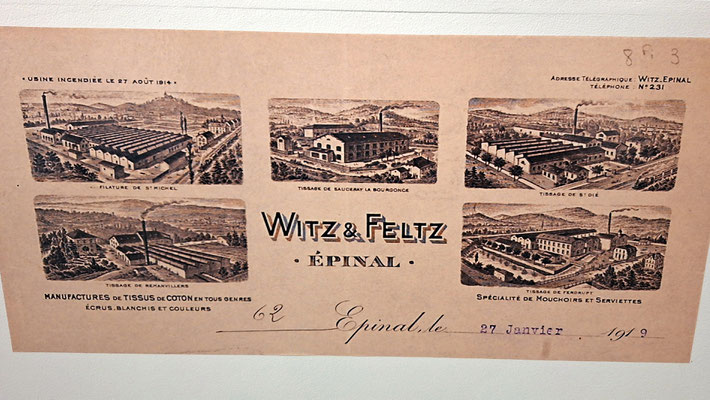 8 R 3
• USINE INCENDIÉE LE 27 AOÛT 1914 •
ADRESSE TÉLÉGRAPHIQUE WITZ.EPINAL
TÉLÉPHONE N° 231
FILATURE DE ST MICHEL
TISSAGE DE SAUCERAY LA BOURGONCE
TISSAGE DE ST DIÉ
WITZ & FELTZ
• ÉPINAL •
TISSAGE DE REHANVILLERS
TISSAGE DE FERDRUPT
MANUFACTURES DE TISSUS DE COTON EN TOUS GENRES
ÉCRUS, BLANCHIS ET COULEURS
SPÉCIALITÉ DE MOUCHOIRS ET SERVIETTES
62 Epinal, le 27 Janvier 1919